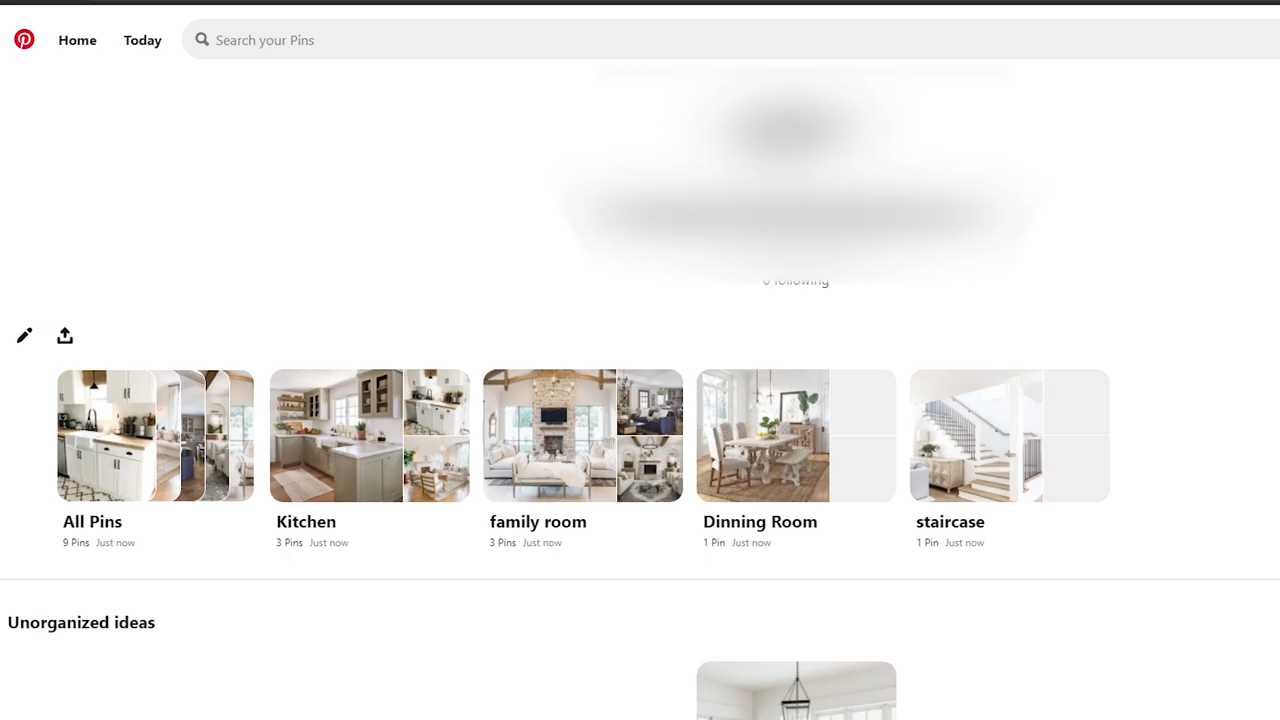 Home
Today
Search your Pins
following
All Pins
9 Pins Just now
Kitchen
3 Pins Just now
family room
3 Pins Just now
Dinning Room
1 Pin Just now
staircase
1 Pin Just now
Unorganized ideas